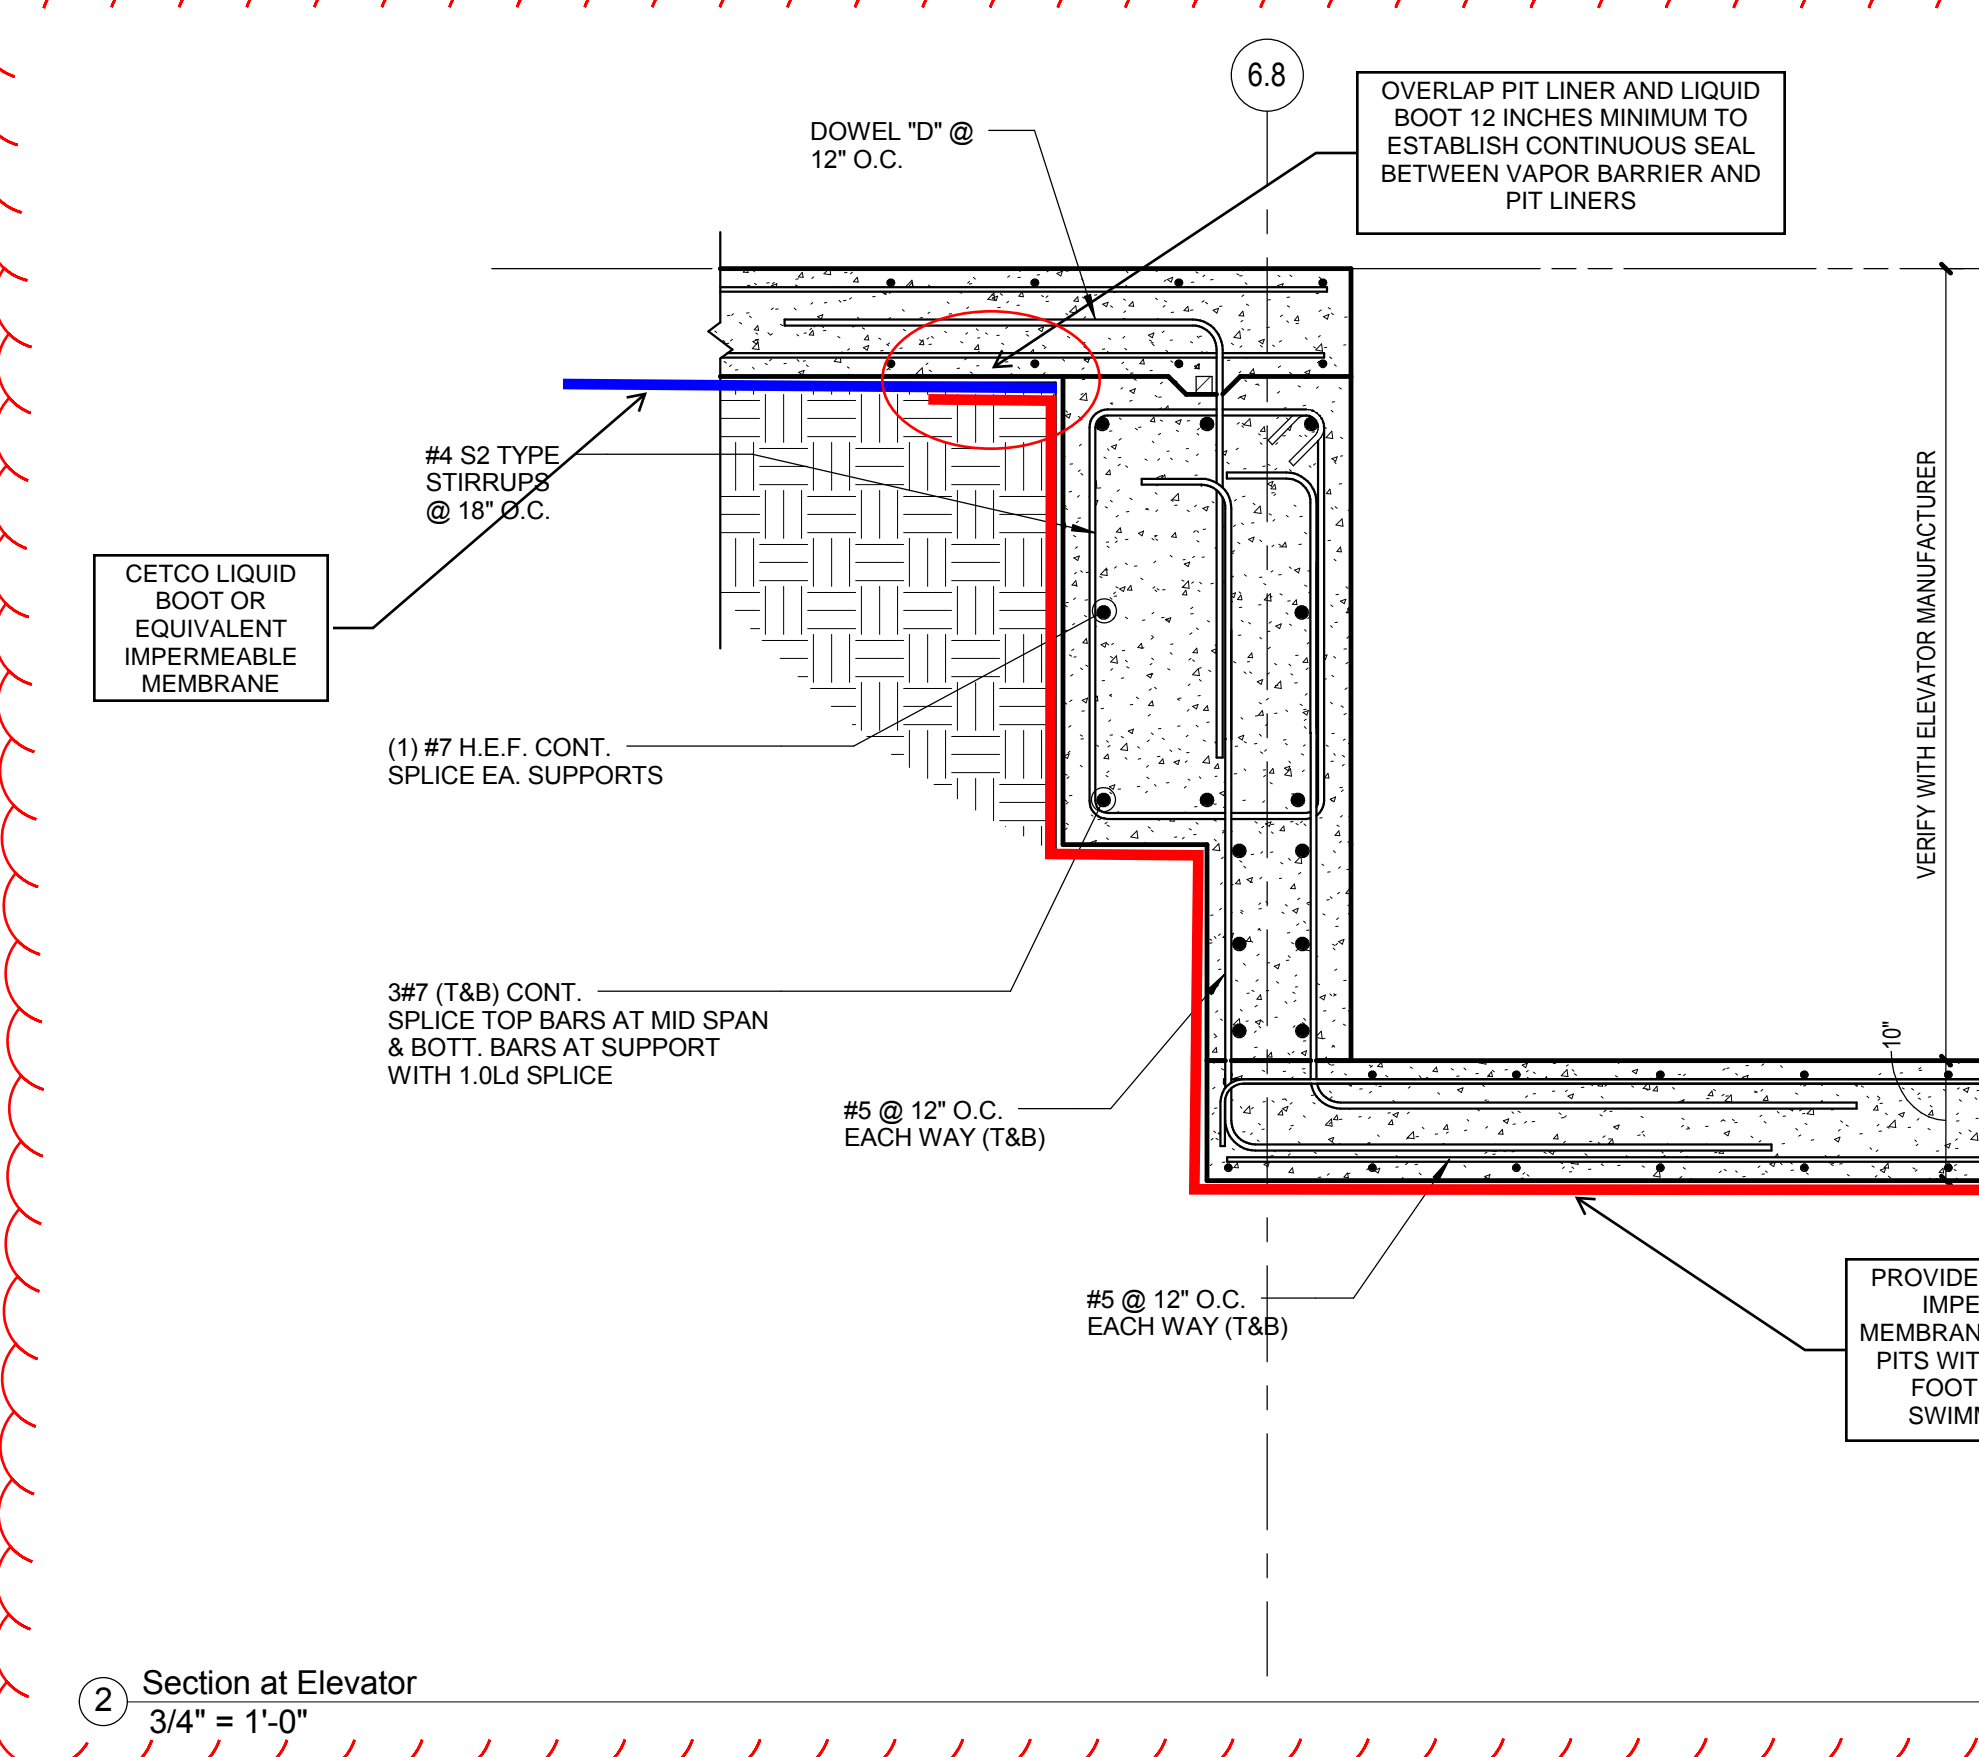 6.8
OVERLAP PIT LINER AND LIQUID
BOOT 12 INCHES MINIMUM TO
ESTABLISH CONTINUOUS SEAL
BETWEEN VAPOR BARRIER AND
PIT LINERS
DOWEL "D" @
12" O.C.
#4 S2 TYPE
STIRRUPS
@ 18" O.C.
CETCO LIQUID
BOOT OR
EQUIVALENT
IMPERMEABLE
MEMBRANE
(1) #7 H.E.F. CONT.
SPLICE EA. SUPPORTS
VERIFY WITH ELEVATOR MANUFACTURER
3#7 (T&B) CONT.
SPLICE TOP BARS AT MID SPAN
& BOTT. BARS AT SUPPORT
WITH 1.0Ld SPLICE
10"
#5 @ 12" O.C.
EACH WAY (T&B)
#5 @ 12" O.C.
EACH WAY (T&B)
PROVIDE
IMPE
MEMBRAN
PITS WIT
FOOT
SWIM
2
Section at Elevator
3/4" = 1'-0"